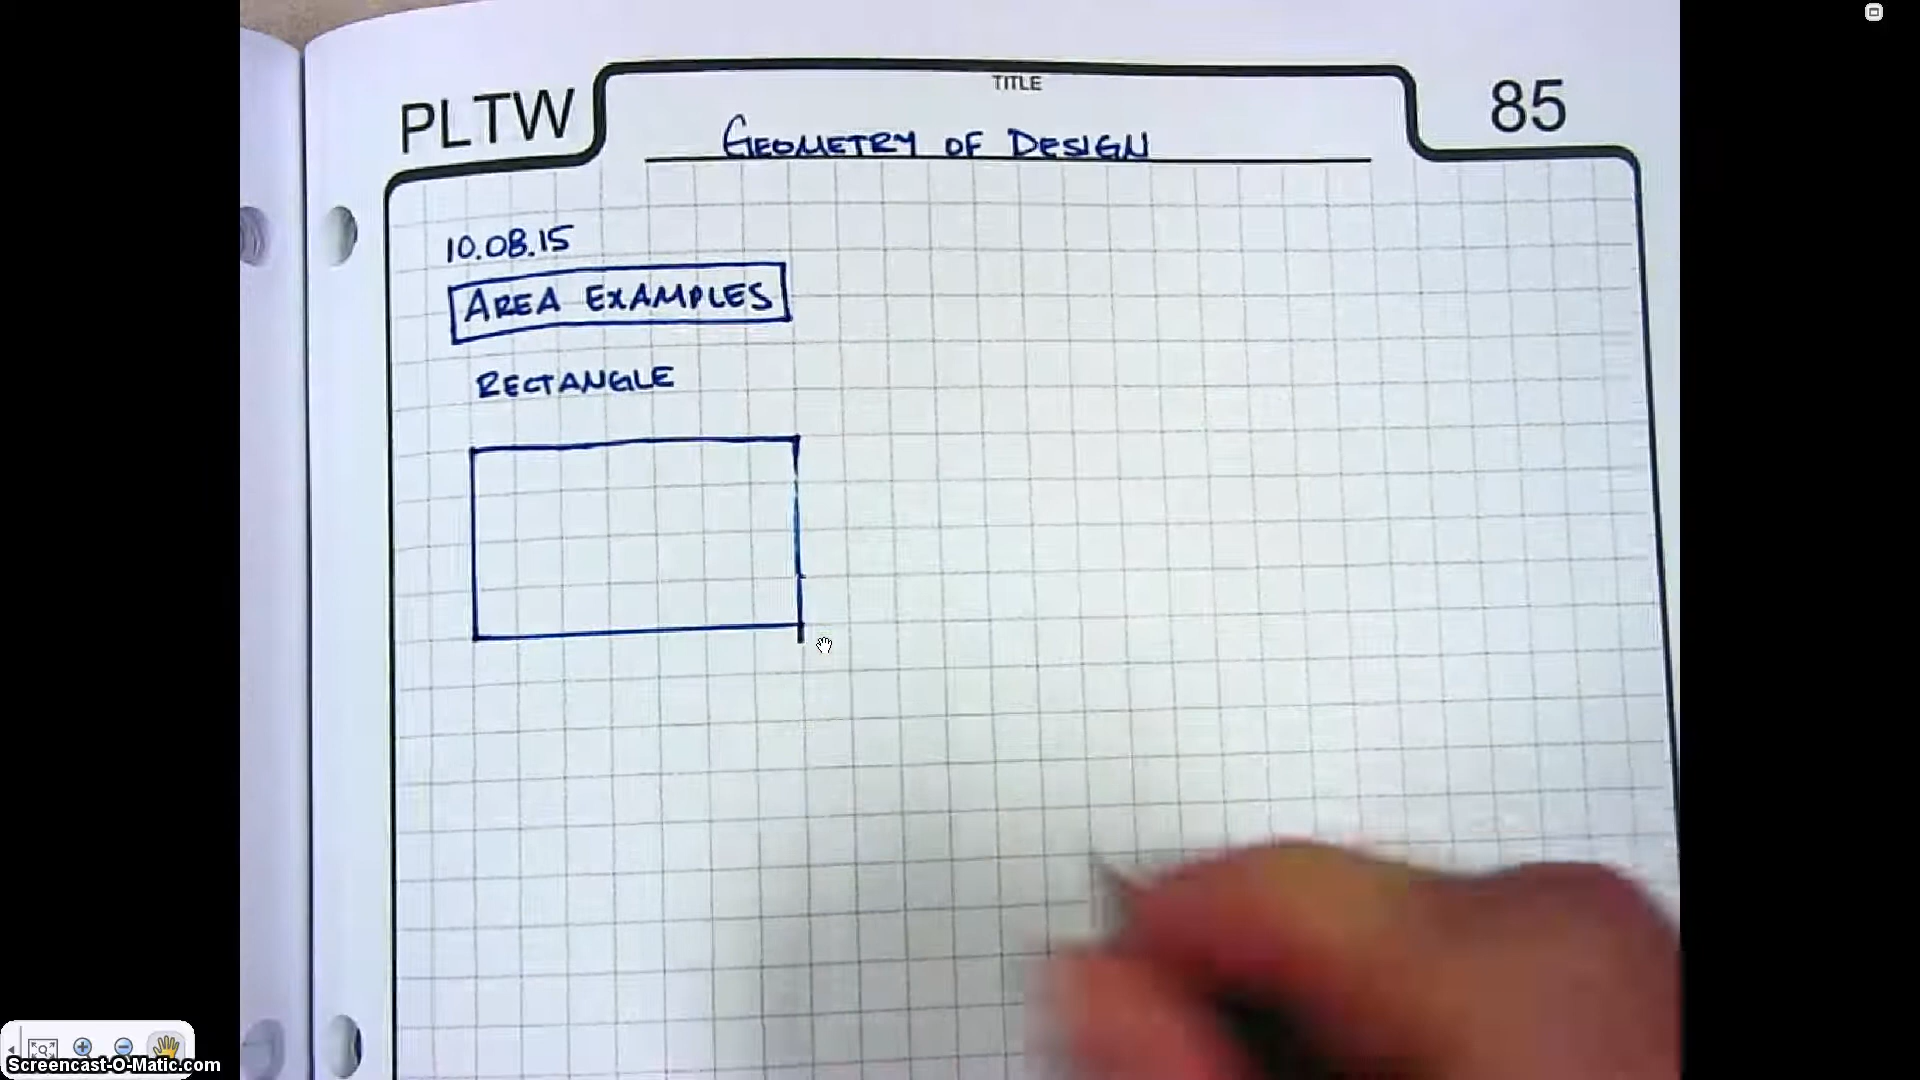 TITLE
PLTW
GEOMETRY OF DESIGN
85
10.08.15
AREA EXAMPLES
RECTANGLE
Screencast-O-Matic.com